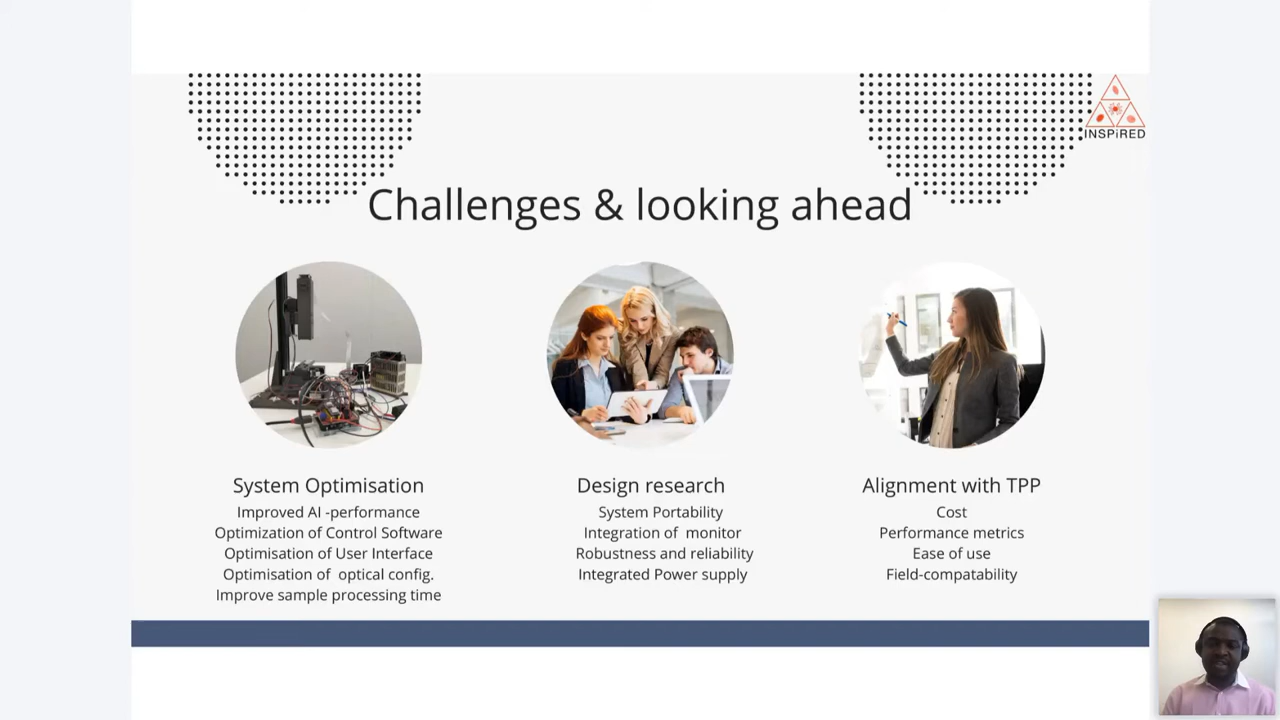 INSPiRED
Challenges & looking ahead
System Optimisation
Improved AI -performance
Optimization of Control Software
Optimisation of User Interface
Optimisation of optical config.
Improve sample processing time
Design research
System Portability
Integration of monitor
Robustness and reliability
Integrated Power supply
Alignment with TPP
Cost
Performance metrics
Ease of use
Field-compatability